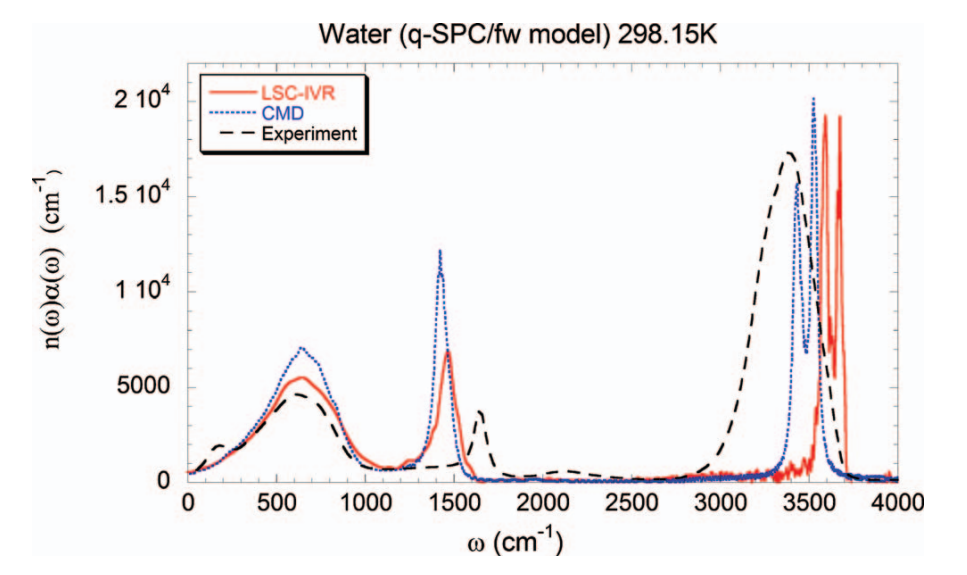 Water (q-SPC/fw model) 298.15K
LSC-IVR
CMD
Experiment
2 10⁴
1.5 10⁴
1 10⁴
5000
0
n(ω)α(ω) (cm⁻¹)
0 500 1000 1500 2000 2500 3000 3500 4000
ω (cm⁻¹)